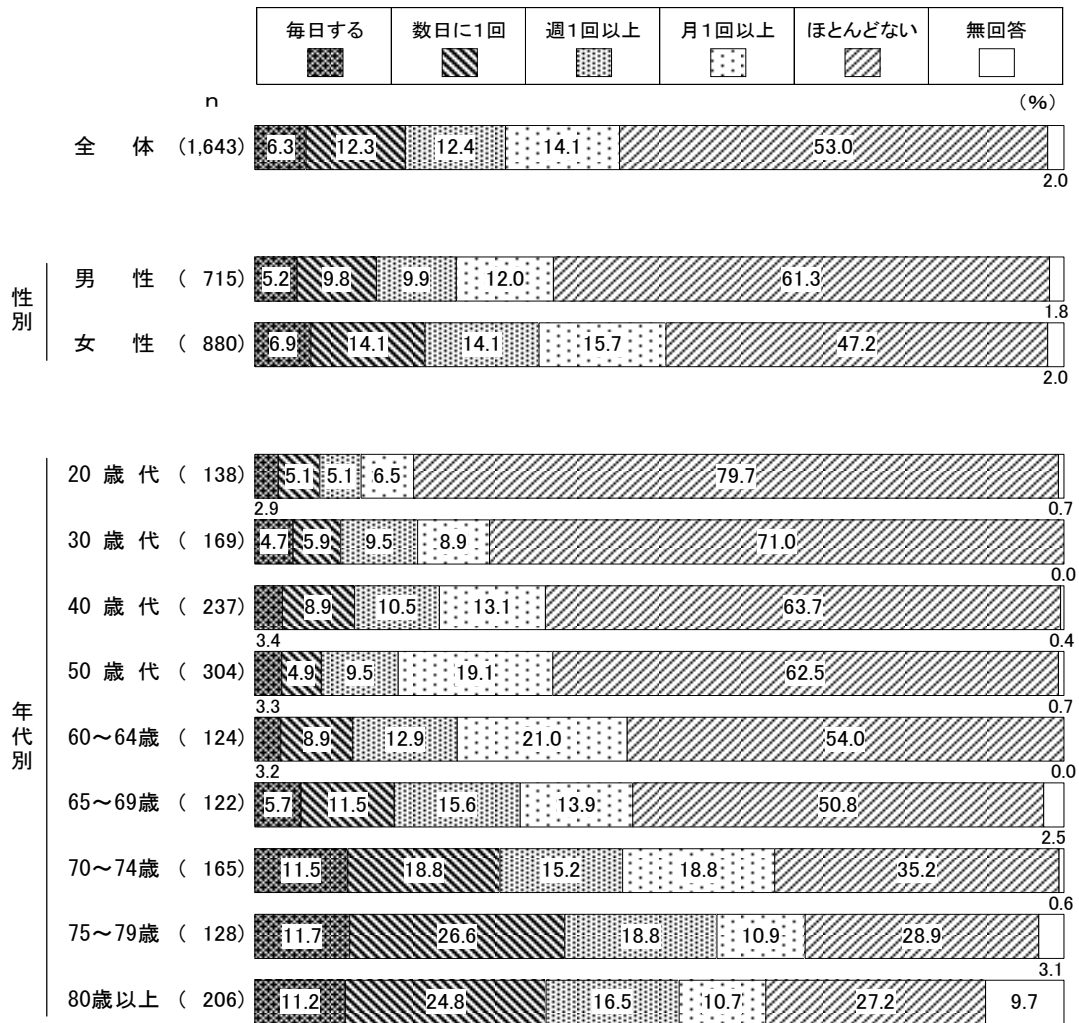 毎日する 数日に1回 週1回以上 月1回以上 ほとんどない 無回答
n (%)
全 体 (1,643) 6.3 12.3 12.4 14.1 53.0
2.0
性別
男 性 ( 715) 5.2 9.8 9.9 12.0 61.3
1.8
女 性 ( 880) 6.9 14.1 14.1 15.7 47.2
2.0
年代別
20 歳 代 ( 138) 5.1 5.1 6.5 79.7
2.9 0.7
30 歳 代 ( 169) 4.7 5.9 9.5 8.9 71.0
0.0
40 歳 代 ( 237) 8.9 10.5 13.1 63.7
3.4 0.4
50 歳 代 ( 304) 4.9 9.5 19.1 62.5
3.3 0.7
60～64歳 ( 124) 8.9 12.9 21.0 54.0
3.2 0.0
65～69歳 ( 122) 5.7 11.5 15.6 13.9 50.8
2.5
70～74歳 ( 165) 11.5 18.8 15.2 18.8 35.2
0.6
75～79歳 ( 128) 11.7 26.6 18.8 10.9 28.9
3.1
80歳以上 ( 206) 11.2 24.8 16.5 10.7 27.2 9.7